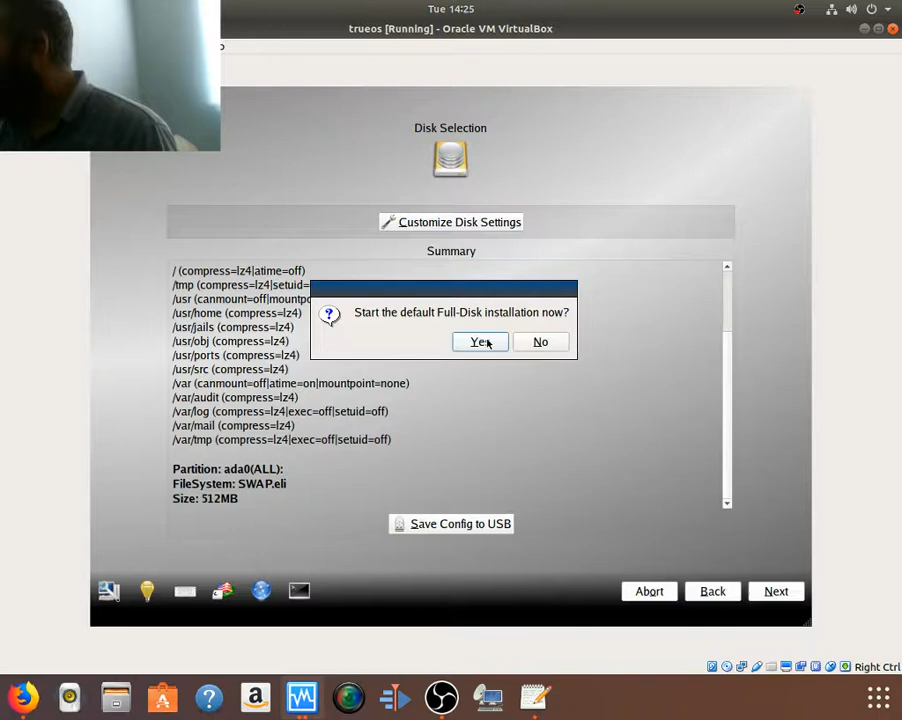 Tue 14:25
trueos [Running] - Oracle VM VirtualBox
Disk Selection
Customize Disk Settings
Summary
/ (compress=lz4|atime=off)
/tmp (compress=lz4|setuid=
/usr (canmount=off|mountpo
/usr/home (compress=lz4)
/usr/jails (compress=lz4)
/usr/obj (compress=lz4)
/usr/ports (compress=lz4)
/usr/src (compress=lz4)
/var (canmount=off|atime=on|mountpoint=none)
/var/audit (compress=lz4)
/var/log (compress=lz4|exec=off|setuid=off)
/var/mail (compress=lz4)
/var/tmp (compress=lz4|exec=off|setuid=off)
Partition: ada0(ALL):
FileSystem: SWAP.eli
Size: 512MB
Start the default Full-Disk installation now?
Yes No
Save Config to USB
Abort Back Next
Right Ctrl